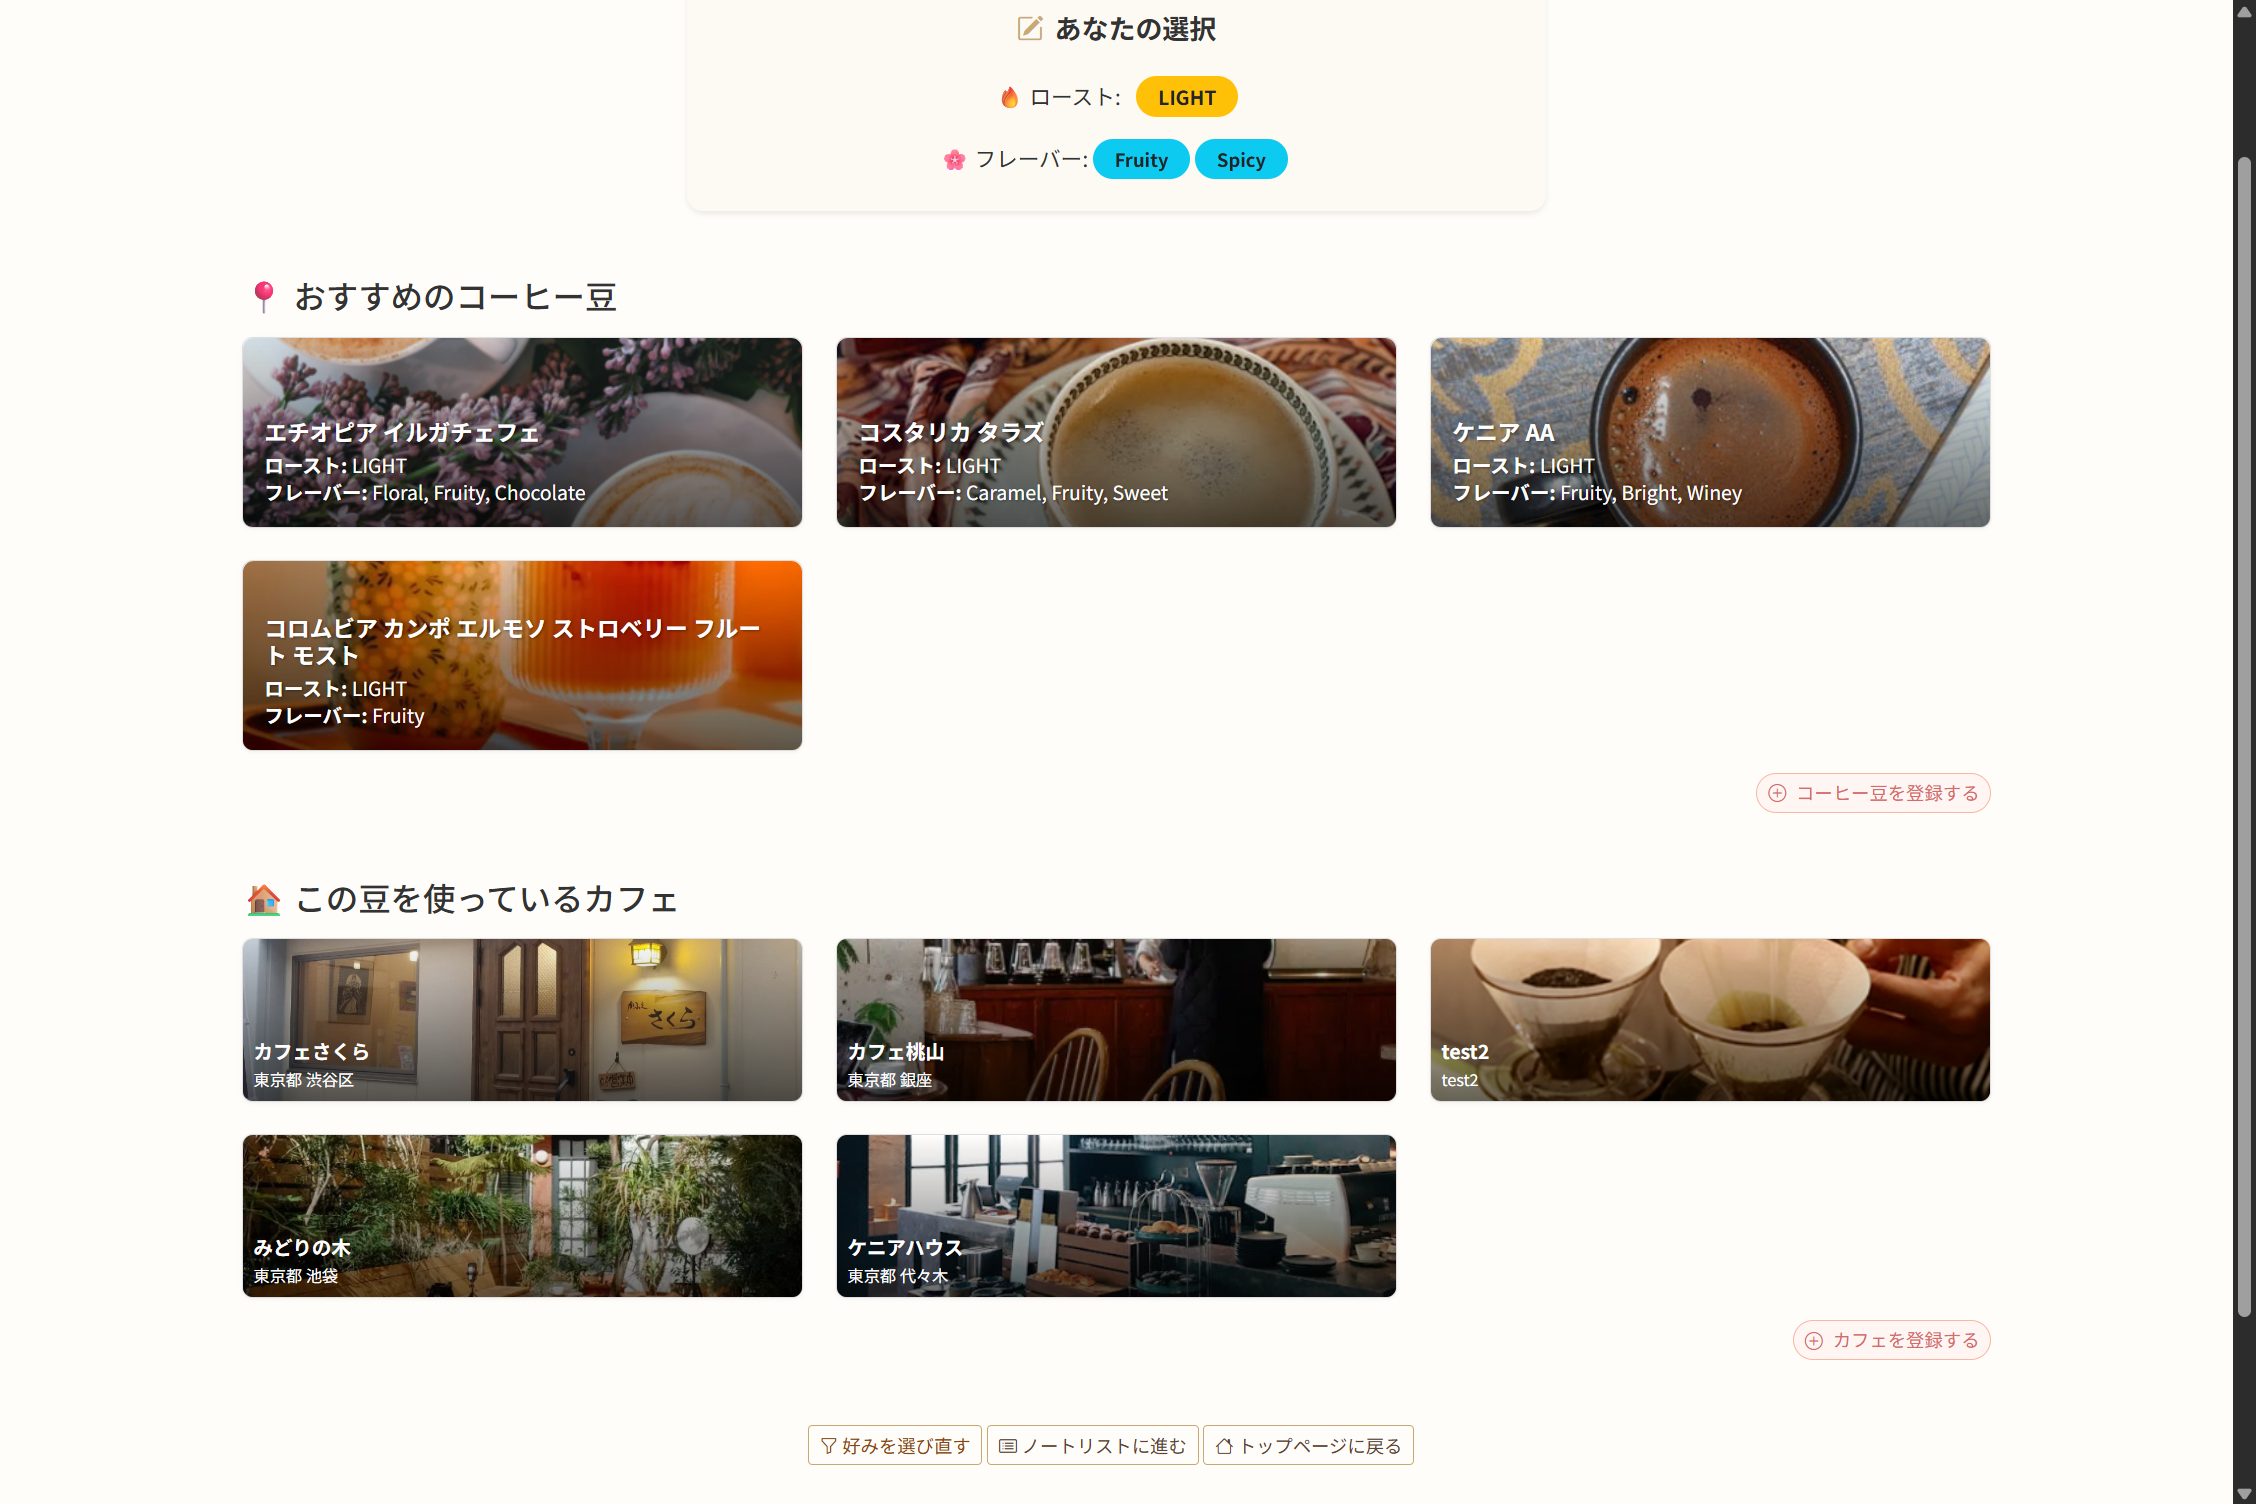 あなたの選択
ロースト: LIGHT
フレーバー: Fruity Spicy
おすすめのコーヒー豆
エチオピア イルガチェフェ
ロースト: LIGHT
フレーバー: Floral, Fruity, Chocolate
コスタリカ タラズ
ロースト: LIGHT
フレーバー: Caramel, Fruity, Sweet
ケニア AA
ロースト: LIGHT
フレーバー: Fruity, Bright, Winey
コロムビア カンポ エルモソ ストロベリー フルー
ト モスト
ロースト: LIGHT
フレーバー: Fruity
コーヒー豆を登録する
この豆を使っているカフェ
さくら
カフェさくら
東京都 渋谷区
カフェ桃山
東京都 銀座
test2
test2
みどりの木
東京都 池袋
ケニアハウス
東京都 代々木
カフェを登録する
好みを選び直す
ノートリストに進む
トップページに戻る